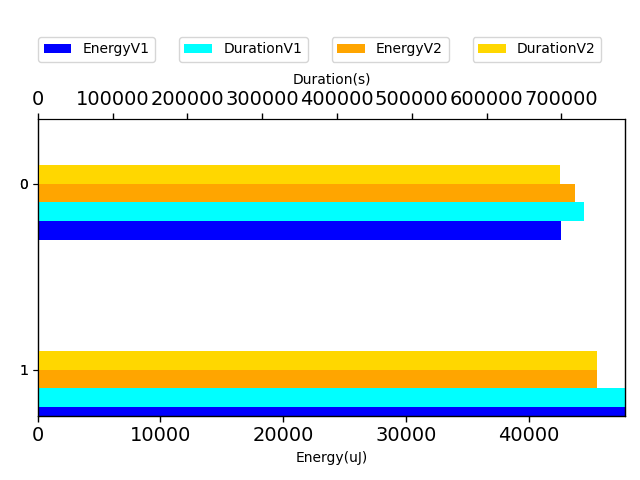 EnergyV1 DurationV1 EnergyV2 DurationV2
Duration(s)
0 100000 200000 300000 400000 500000 600000 700000
0
1
0 10000 20000 30000 40000
Energy(uJ)